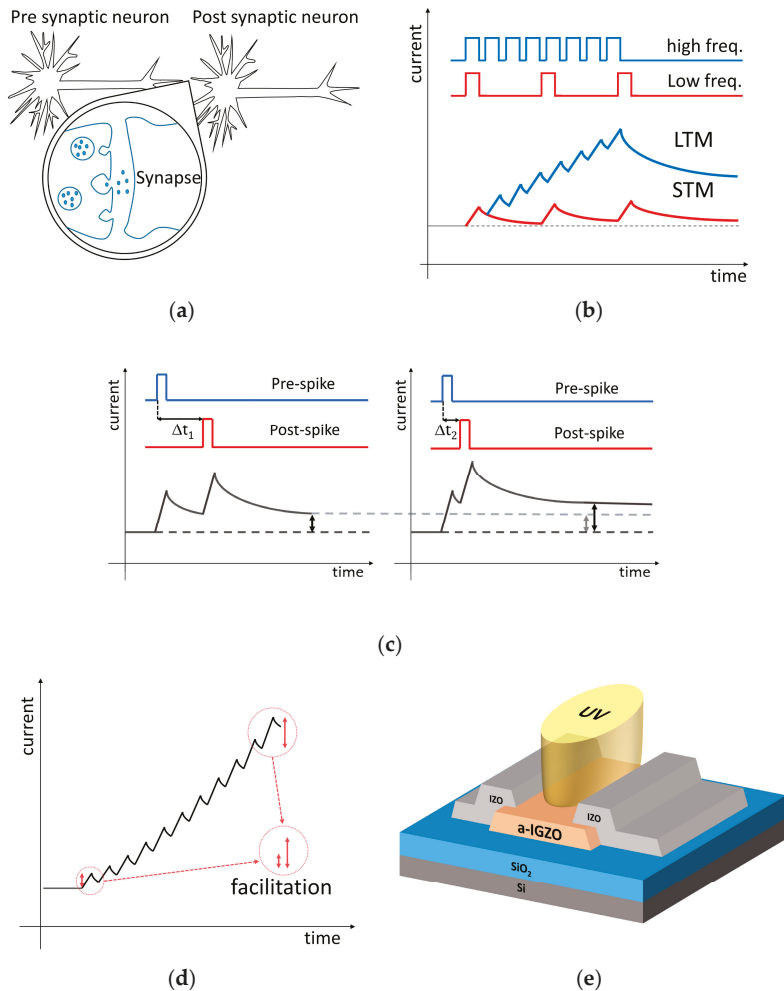 Pre synaptic neuron
Post synaptic neuron
Synapse
(a)
current
high freq.
Low freq.
LTM
STM
time
(b)
current
Pre-spike
Δt₁
Post-spike
time
current
Pre-spike
Δt₂
Post-spike
time
(c)
current
facilitation
time
(d)
UV
IZO
IZO
a-IGZO
SiO₂
Si
(e)